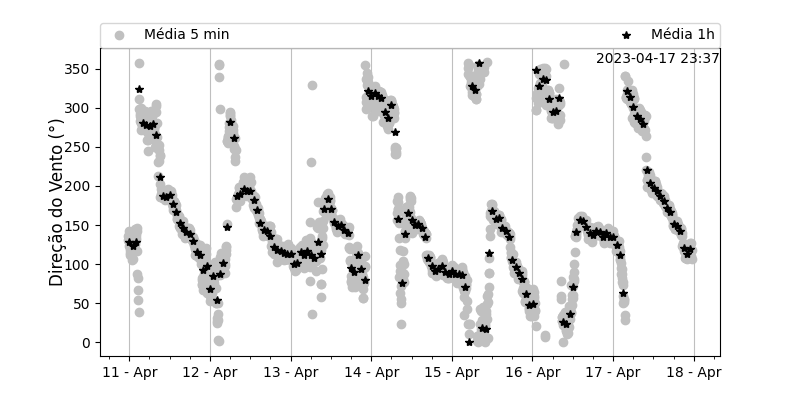 Média 5 min
Média 1h
2023-04-17 23:37
Direção do Vento (°)
350
300
250
200
150
100
50
0
11 - Apr
12 - Apr
13 - Apr
14 - Apr
15 - Apr
16 - Apr
17 - Apr
18 - Apr